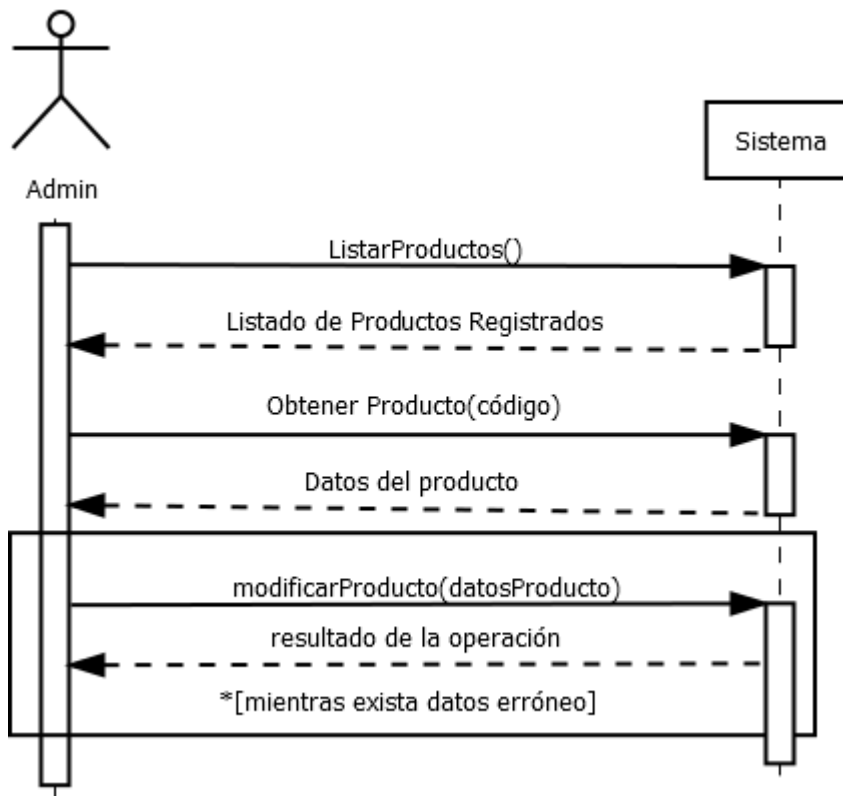 Sistema
Admin
ListarProductos()
Listado de Productos Registrados
Obtener Producto(código)
Datos del producto
modificarProducto(datosProducto)
resultado de la operación
*[mientras exista datos erróneo]